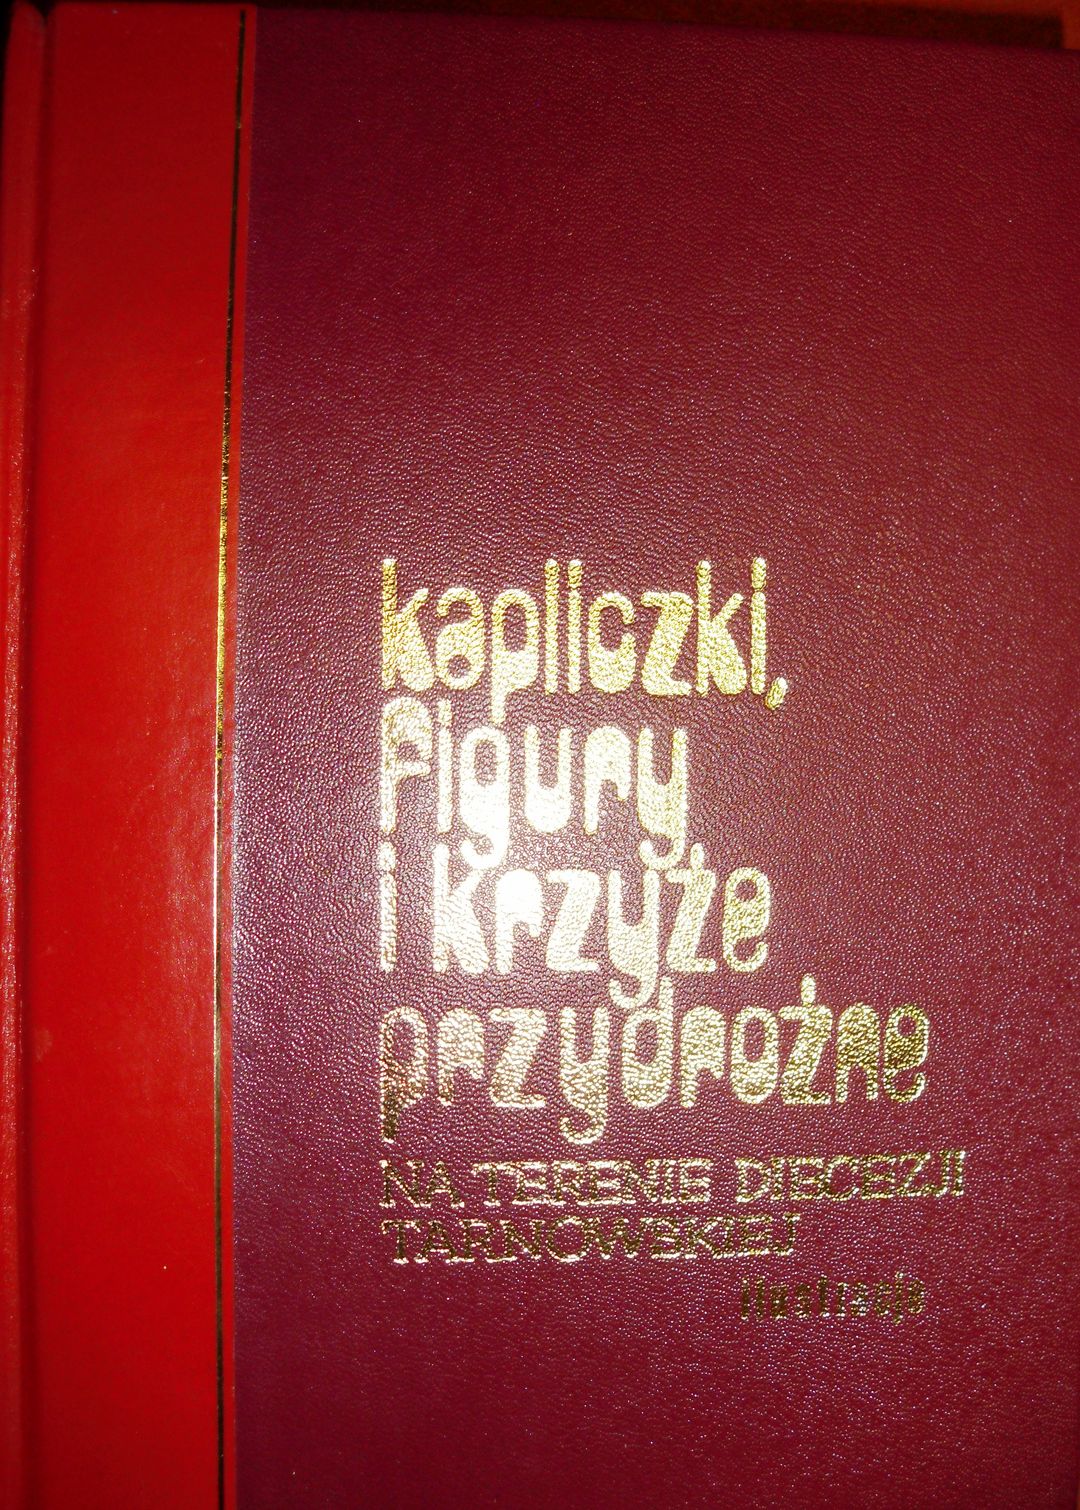 kapliczki,
figury
i krzyże
przydrożne
NA TERENIE DIECEZJI
TARNOWSKIEJ
ilustracje